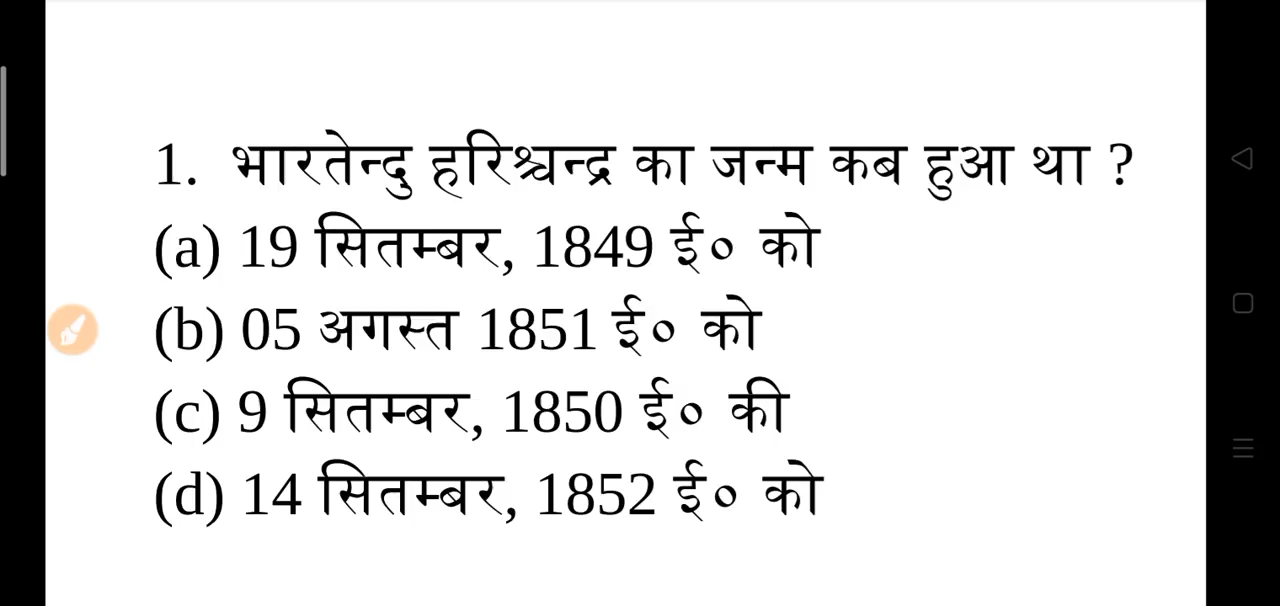 1. भारतेन्दु हरिश्चन्द्र का जन्म कब हुआ था ?
(a) 19 सितम्बर, 1849 ई० को
(b) 05 अगस्त 1851 ई० को
(c) 9 सितम्बर, 1850 ई० की
(d) 14 सितम्बर, 1852 ई० को